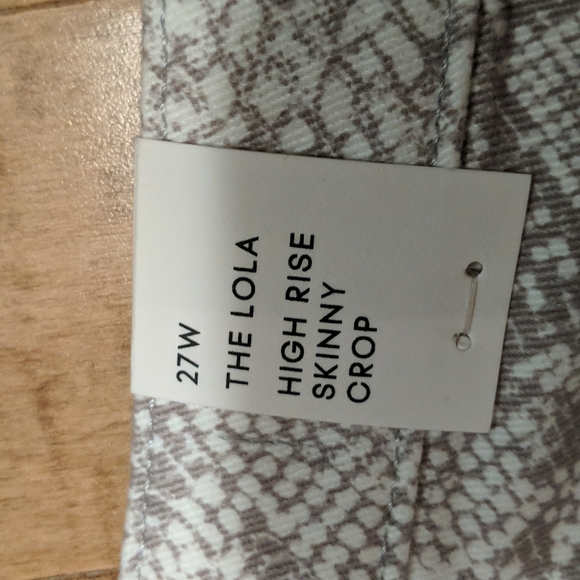 27W
THE LOLA
HIGH RISE
SKINNY
CROP